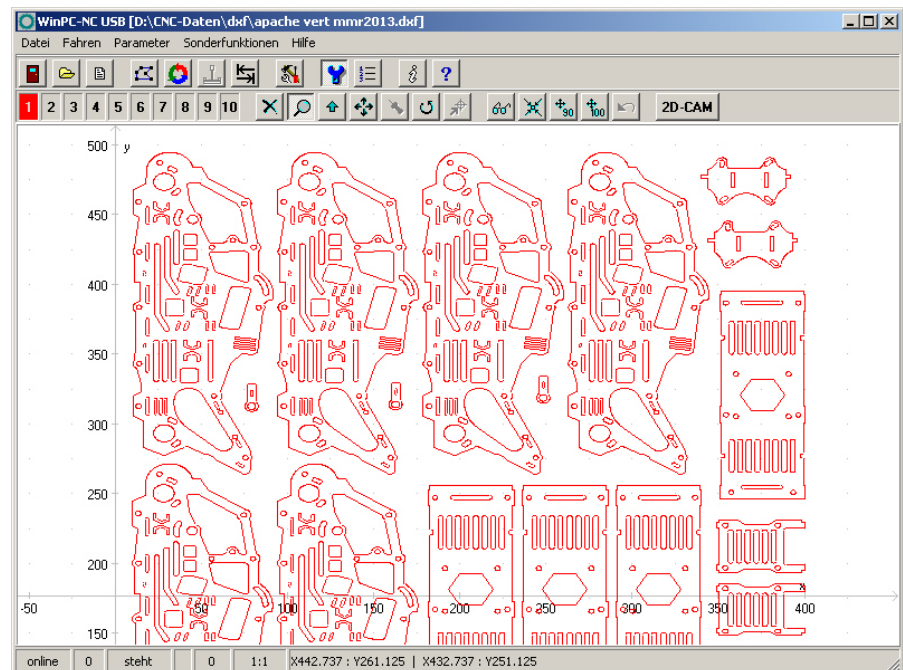 WinPC-NC USB [D:\CNC-Daten\dxf\apache vert mmr2013.dxf]
Datei Fahren Parameter Sonderfunktionen Hilfe
1 2 3 4 5 6 7 8 9 10 90 100 2D-CAM
500 y
450
400
350
300
250
200
x
-50 50 100 150 200 250 300 350 400
150
online 0 steht 0 1:1 X442.737 : Y261.125 | X432.737 : Y251.125